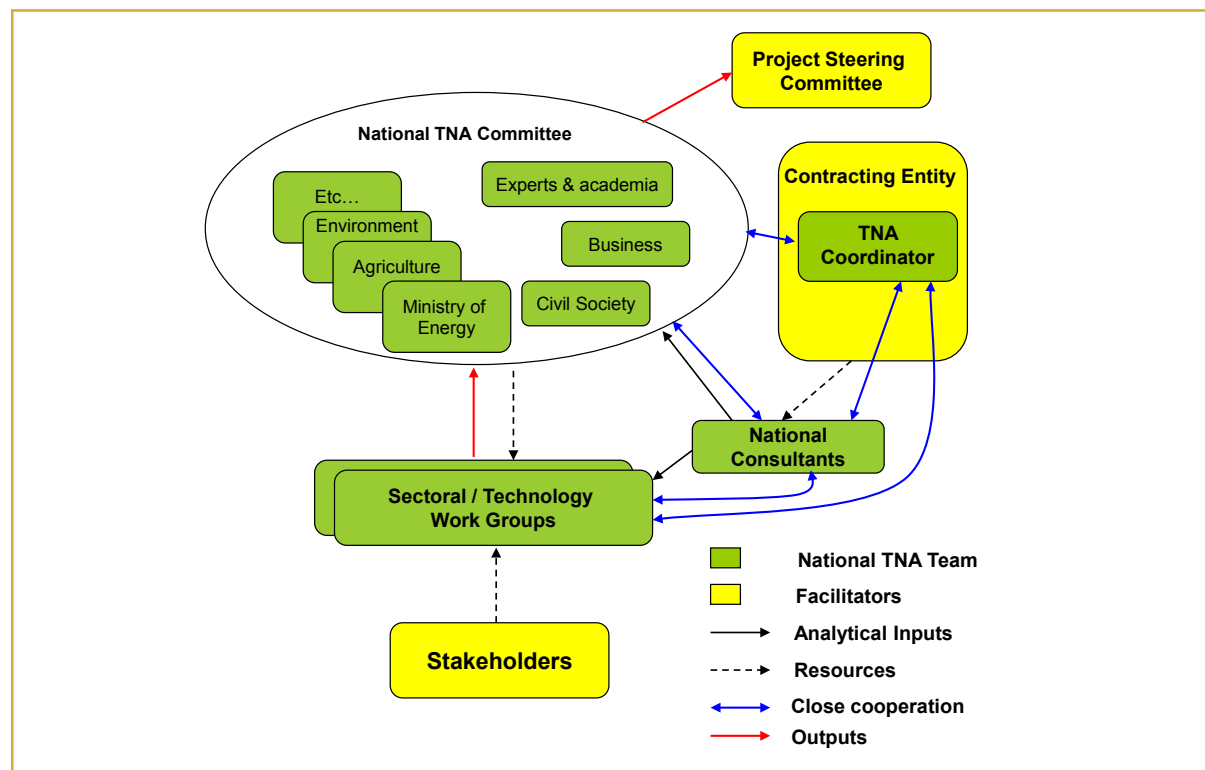 Project Steering
Committee
National TNA Committee
Contracting Entity
Experts & academia
Etc…
Environment
TNA
Coordinator
Business
Agriculture
Ministry of
Energy
Civil Society
National
Consultants
Sectoral / Technology
Work Groups
National TNA Team
Facilitators
Analytical Inputs
Stakeholders
Resources
Close cooperation
Outputs